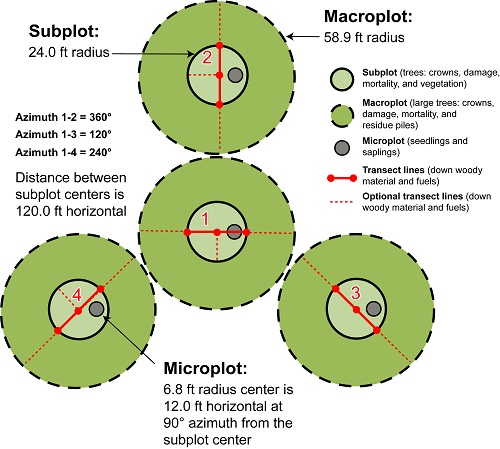 Subplot:
24.0 ft radius
Macroplot:
58.9 ft radius
2
Azimuth 1-2 = 360°
Azimuth 1-3 = 120°
Azimuth 1-4 = 240°
Distance between
subplot centers is
120.0 ft horizontal
Subplot (trees: crowns, damage,
mortality, and vegetation)
Macroplot (large trees: crowns,
damage, mortality, and
residue piles)
Microplot (seedlings and
saplings)
Transect lines (down woody
material and fuels)
Optional transect lines (down
woody material and fuels)
1
4
3
Microplot:
6.8 ft radius center is
12.0 ft horizontal at
90° azimuth from the
subplot center